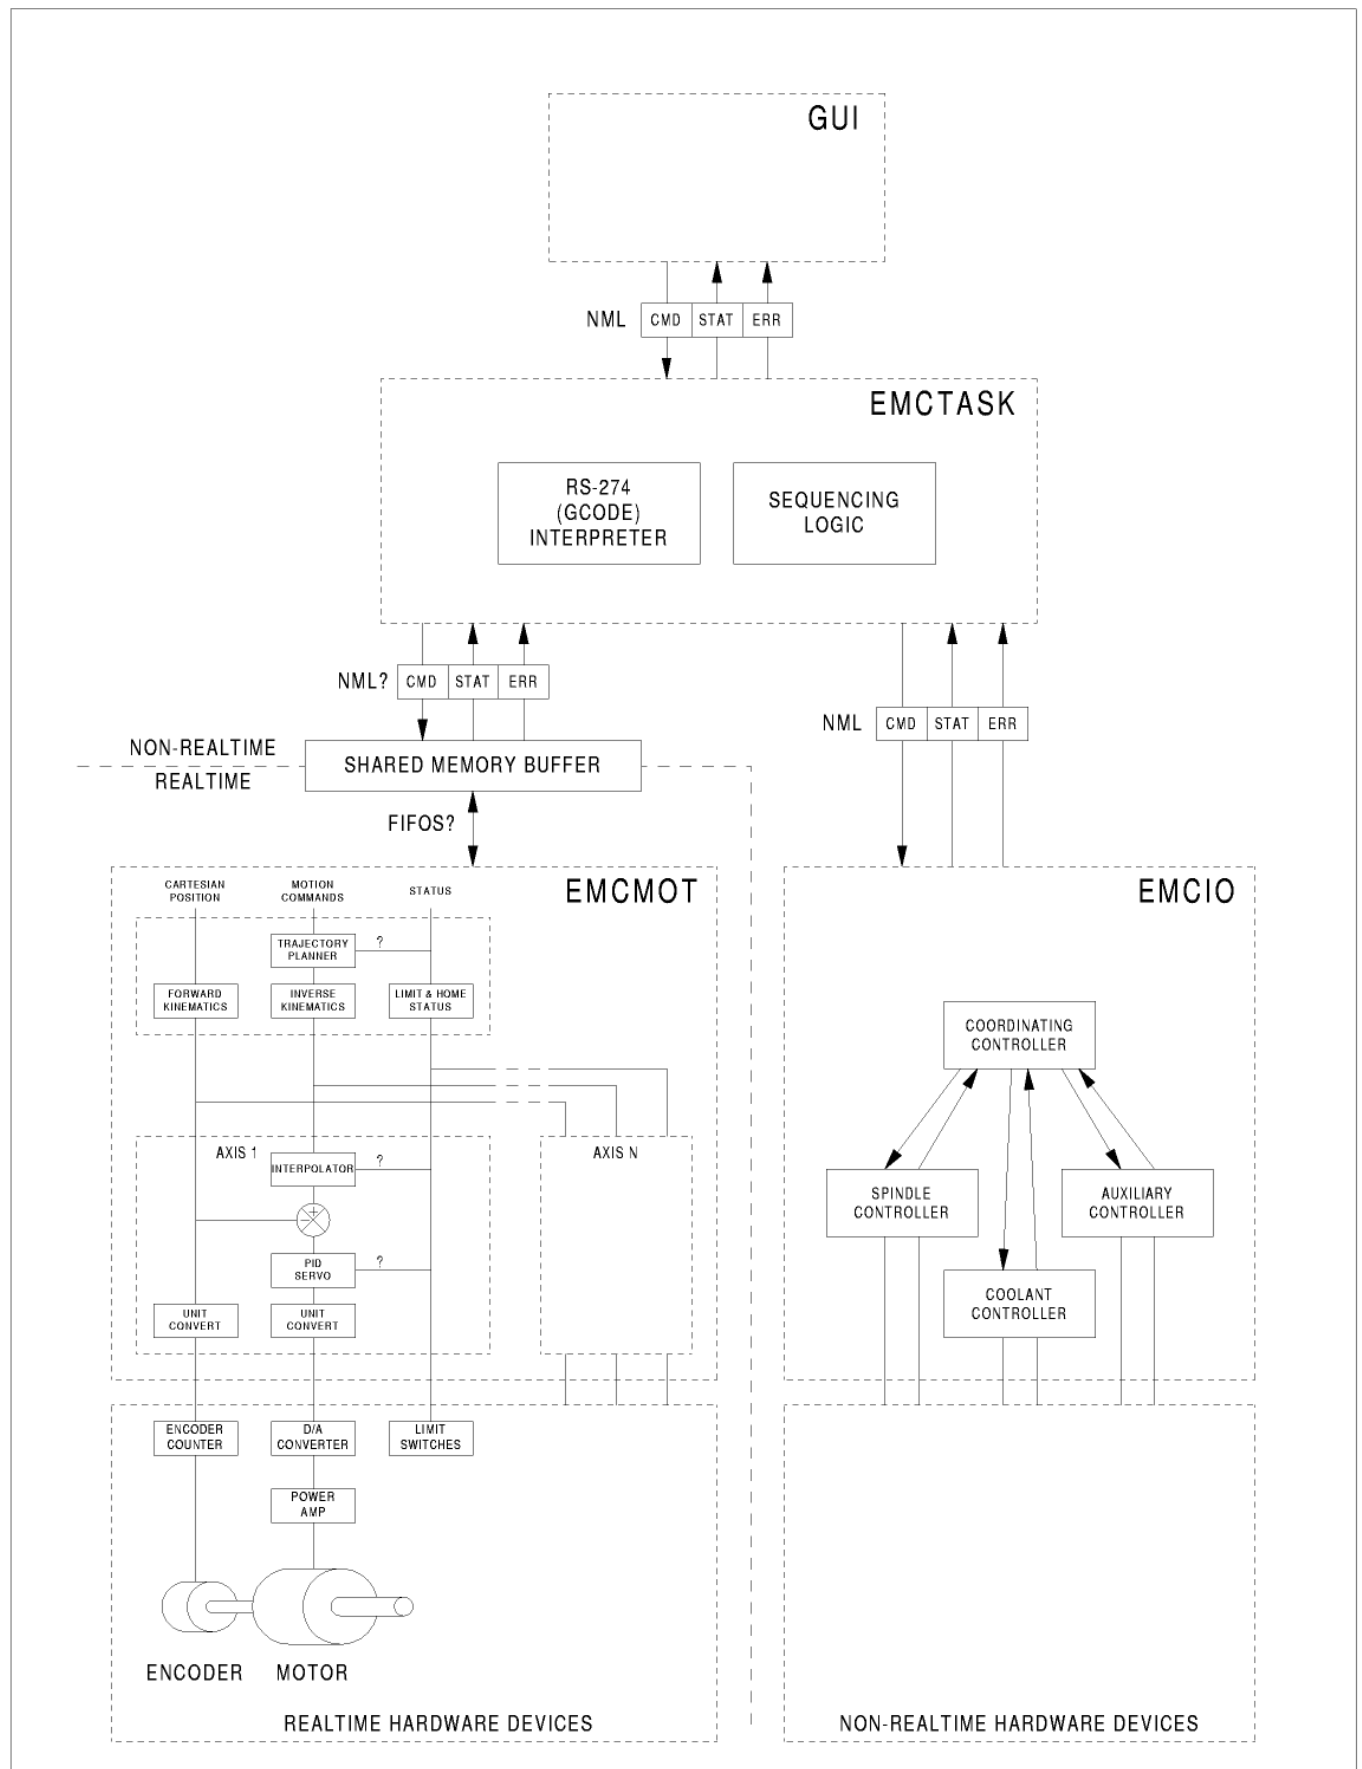 GUI
NML
CMD
STAT
ERR
EMCTASK
RS-274
(GCODE)
INTERPRETER
SEQUENCING
LOGIC
NML?
CMD
STAT
ERR
NML
CMD
STAT
ERR
NON-REALTIME
REALTIME
SHARED MEMORY BUFFER
FIFOS?
EMCMOT
CARTESIAN
POSITION
MOTION
COMMANDS
STATUS
TRAJECTORY
PLANNER
?
FORWARD
KINEMATICS
INVERSE
KINEMATICS
LIMIT & HOME
STATUS
AXIS 1
INTERPOLATOR
?
+
−
PID
SERVO
?
UNIT
CONVERT
UNIT
CONVERT
AXIS N
EMCIO
COORDINATING
CONTROLLER
SPINDLE
CONTROLLER
AUXILIARY
CONTROLLER
COOLANT
CONTROLLER
ENCODER
COUNTER
D/A
CONVERTER
LIMIT
SWITCHES
POWER
AMP
ENCODER
MOTOR
REALTIME HARDWARE DEVICES
NON-REALTIME HARDWARE DEVICES